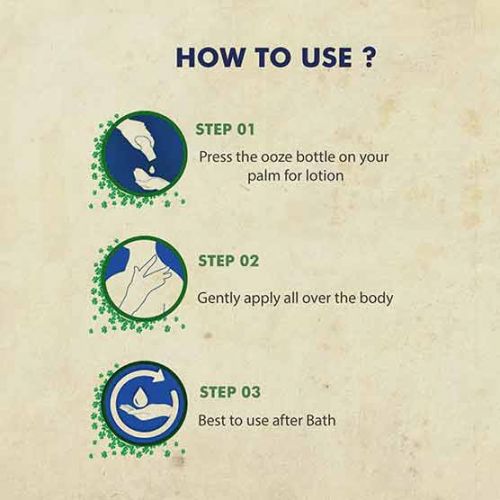 HOW TO USE ?
STEP 01
Press the ooze bottle on your
palm for lotion
STEP 02
Gently apply all over the body
STEP 03
Best to use after Bath